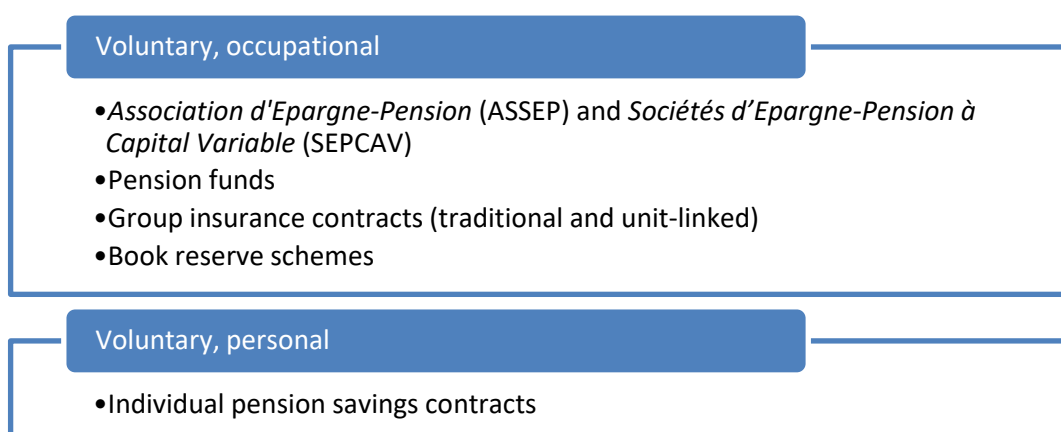 Voluntary, occupational
•Association d'Epargne-Pension (ASSEP) and Sociétés d’Epargne-Pension à
Capital Variable (SEPCAV)
•Pension funds
•Group insurance contracts (traditional and unit-linked)
•Book reserve schemes
Voluntary, personal
•Individual pension savings contracts